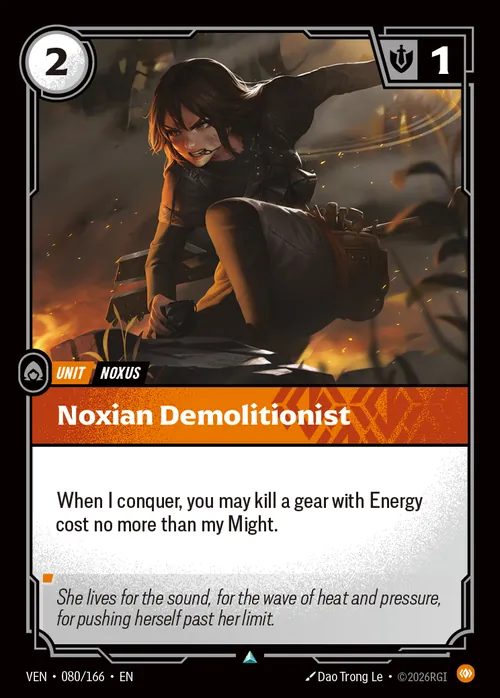 2
1
UNIT NOXUS
Noxian Demolitionist
When I conquer, you may kill a gear with Energy
cost no more than my Might.
She lives for the sound, for the wave of heat and pressure,
for pushing herself past her limit.
VEN • 080/166 • EN
Dao Trong Le • ©2026RGI